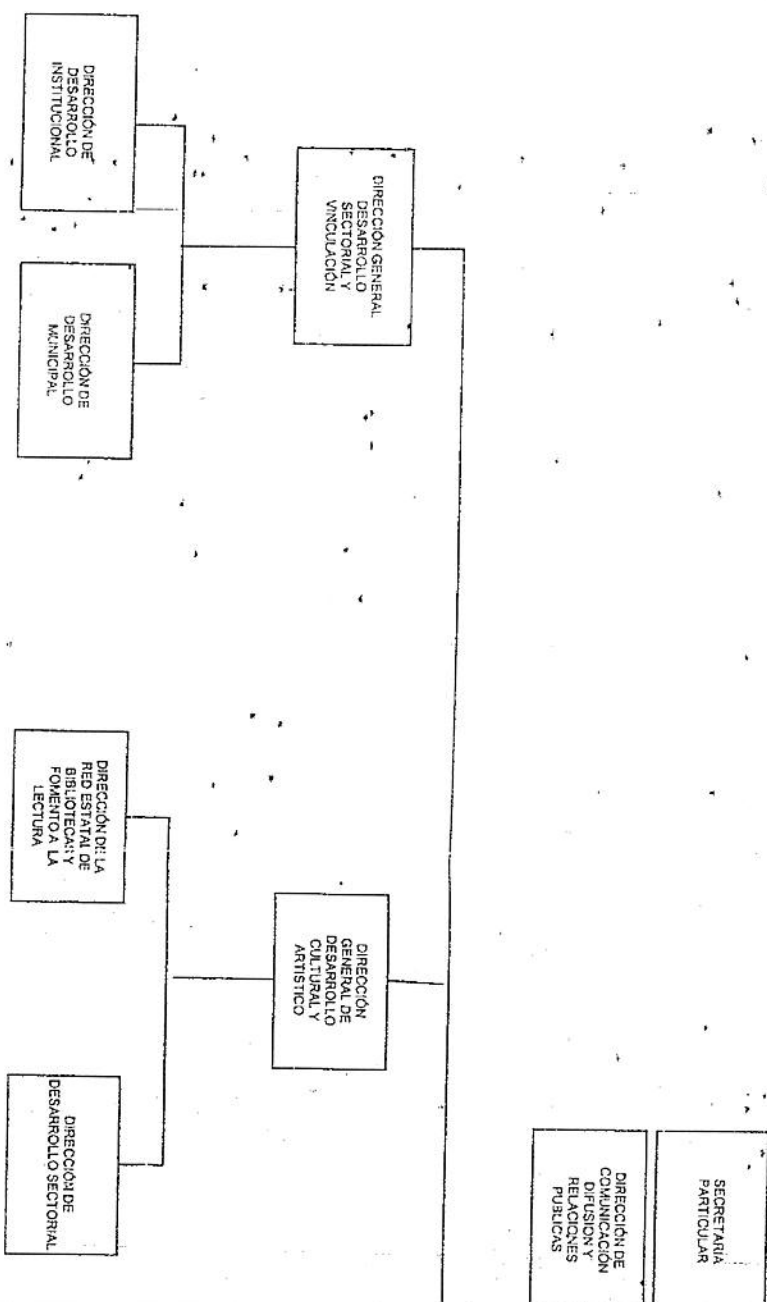 SECRETARIA
PARTICULAR
DIRECCIÓN DE
COMUNICACIÓN
DIFUSION Y
RELACIONES
PUBLICAS
DIRECCIÓN GENERAL
DESARROLLO
SECTORIAL Y
VINCULACIÓN
DIRECCIÓN
GENERAL DE
DESARROLLO
CULTURAL Y
ARTISTICO
DIRECCIÓN DE
DESARROLLO
INSTITUCIONAL
DIRECCIÓN DE
DESARROLLO
MUNICIPAL
DIRECCIÓN DE LA
RED ESTATAL DE
BIBLIOTECAS Y
FOMENTO A LA
LECTURA
DIRECCIÓN DE
DESARROLLO SECTORIAL